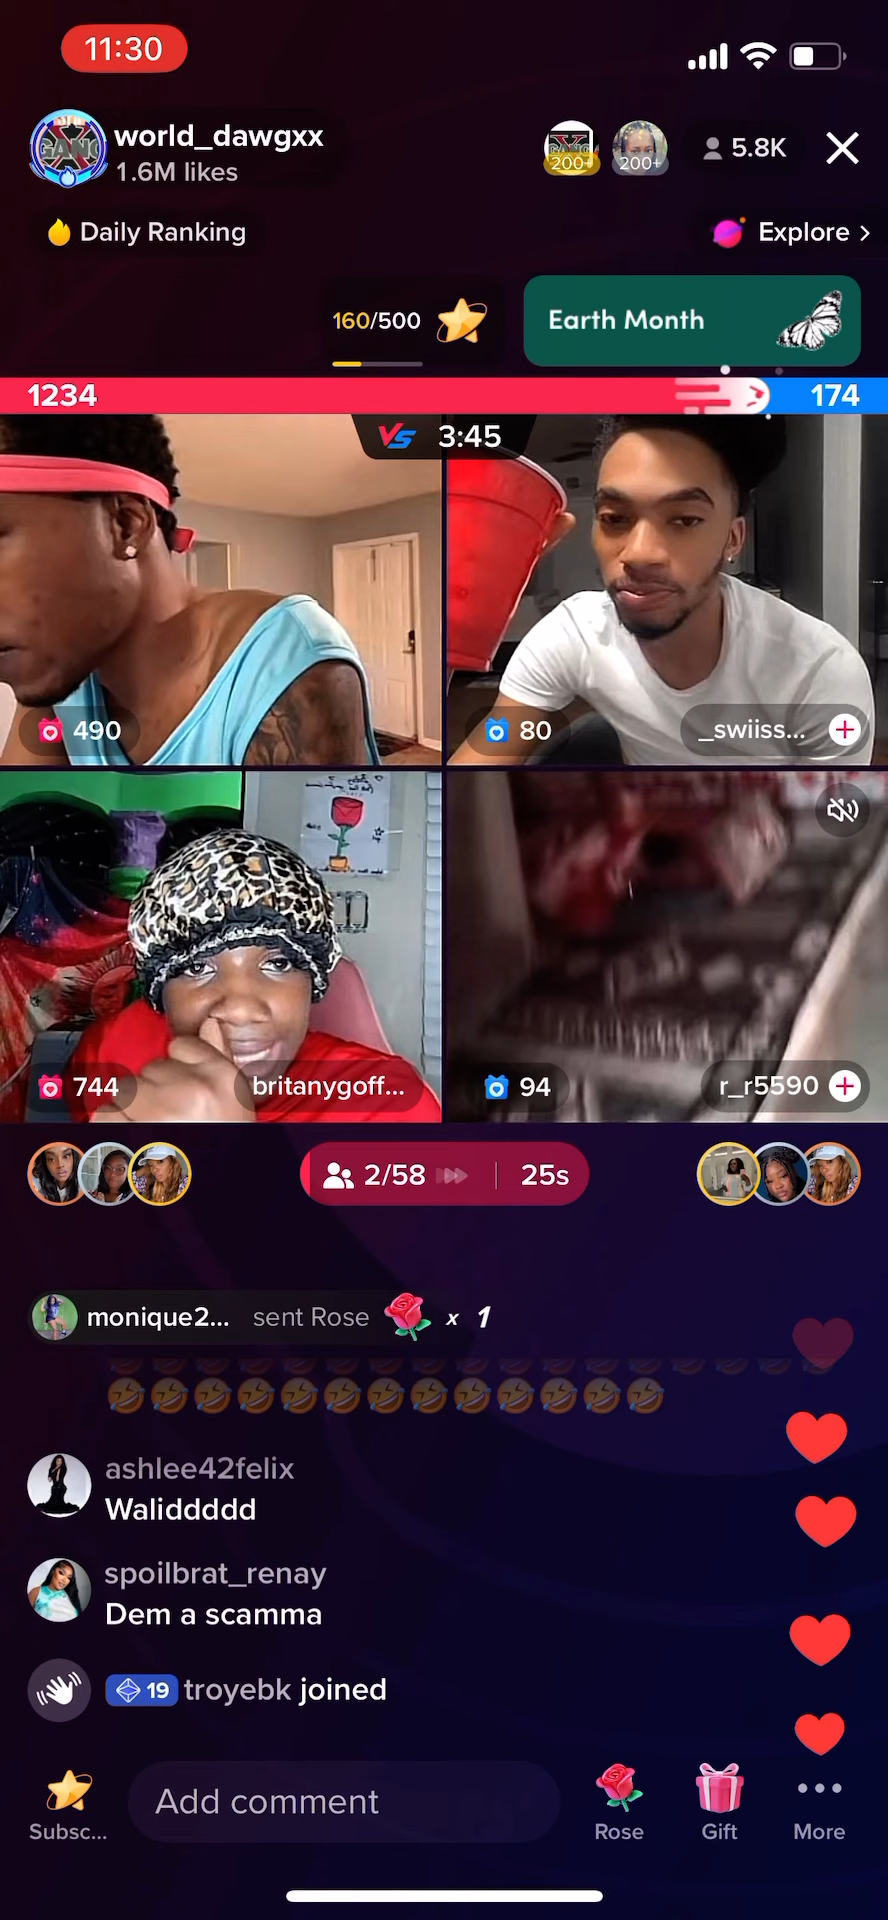 11:30
world_dawgxx
1.6M likes
200+
200+
5.8K
Daily Ranking
Explore >
160/500
Earth Month
1234
174
VS 3:45
490
80
_swiiss...
744
britanygoff...
94
r_r5590
2/58
25s
monique2... sent Rose x 1
ashlee42felix
Waliddddd
spoilbrat_renay
Dem a scamma
19 troyebk joined
Subsc...
Add comment
Rose
Gift
More